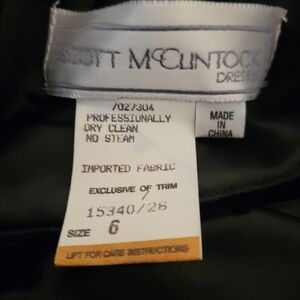 SCOTT McCLINTOCK
DRESSES
7027304
PROFESSIONALLY
DRY CLEAN
NO STEAM
MADE IN
CHINA
IMPORTED FABRIC
EXCLUSIVE OF TRIM
15340/26
SIZE 6
LIFT FOR CARE INSTRUCTIONS